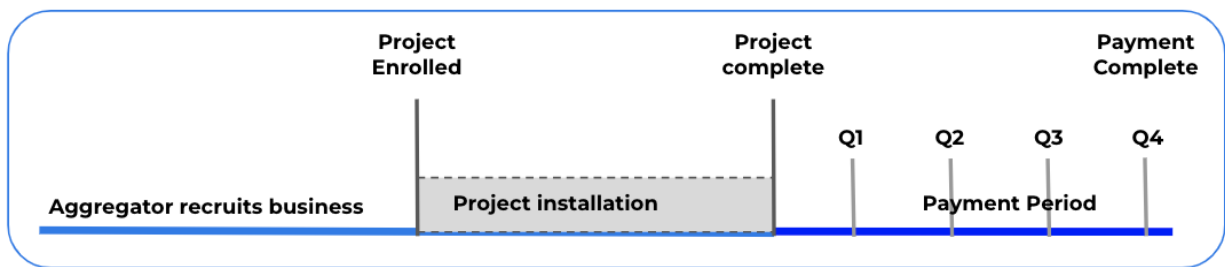 Project
Enrolled
Project
complete
Payment
Complete
Q1
Q2
Q3
Q4
Aggregator recruits business
Project installation
Payment Period